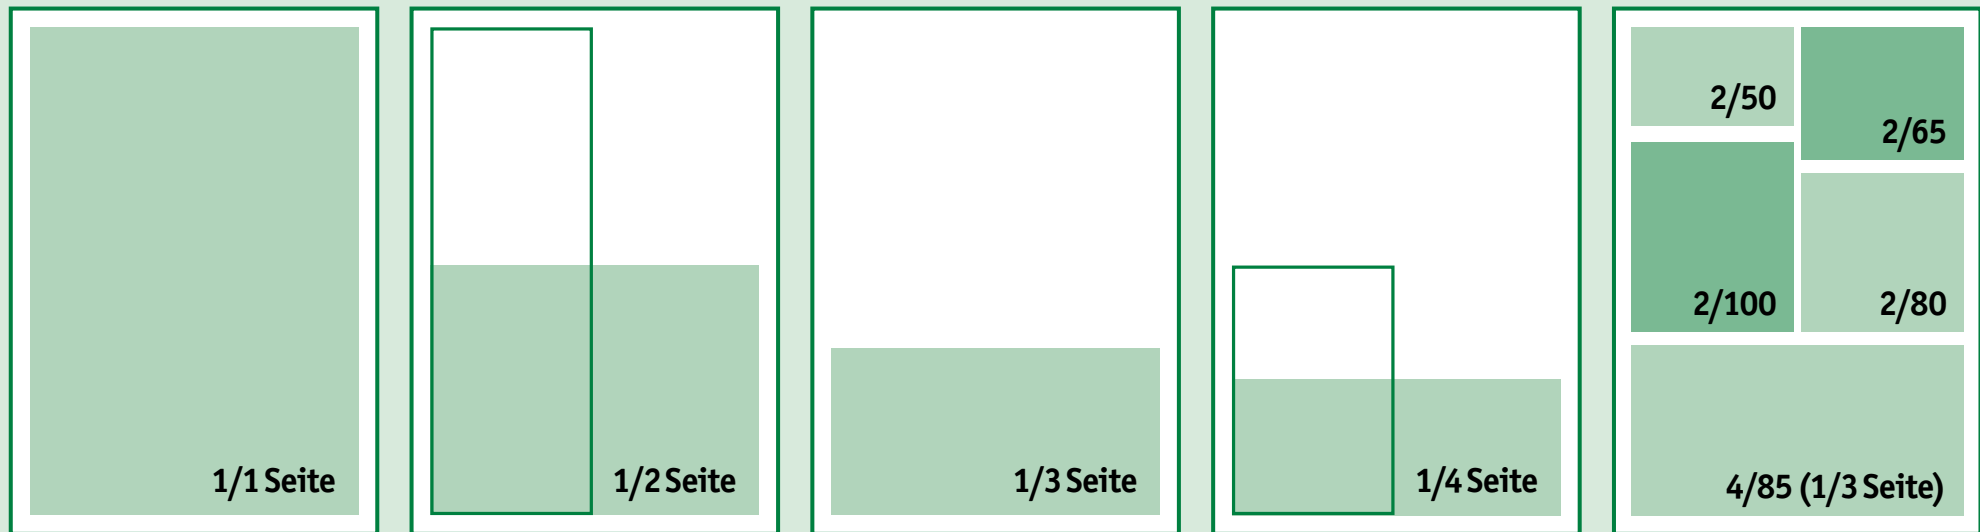 1/1 Seite
1/2 Seite
1/3 Seite
1/4 Seite
2/50
2/65
2/100
2/80
4/85 (1/3 Seite)